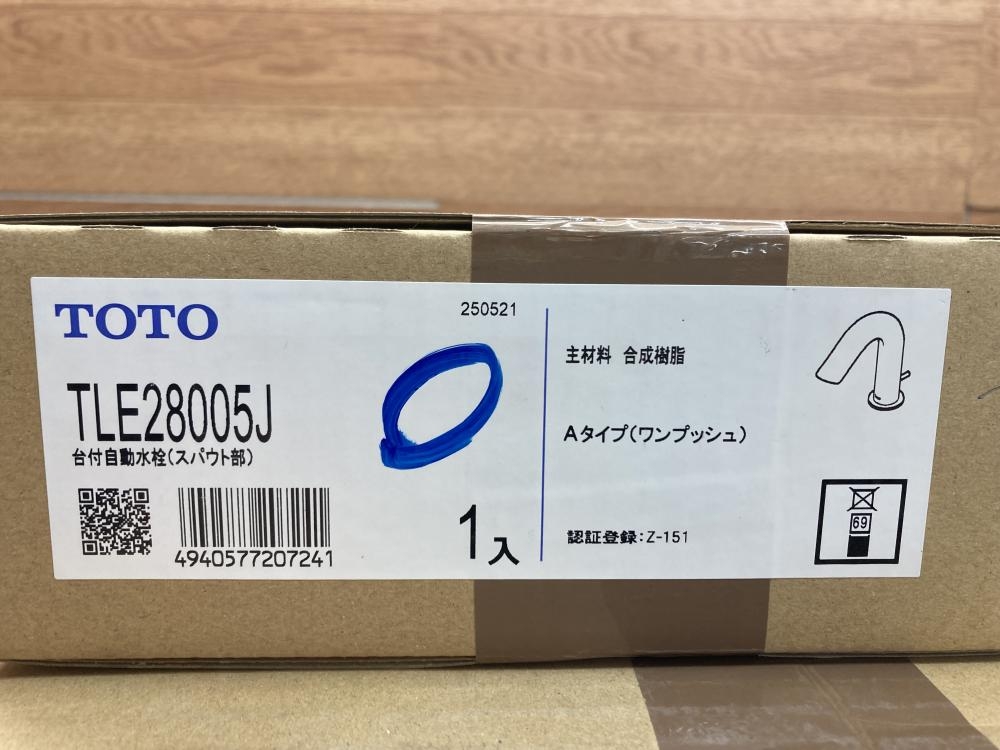 TOTO
250521
TLE28005J
台付自動水栓(スパウト部)
4940577207241
1入
主材料 合成樹脂
Aタイプ(ワンプッシュ)
認証登録:Z-151
69